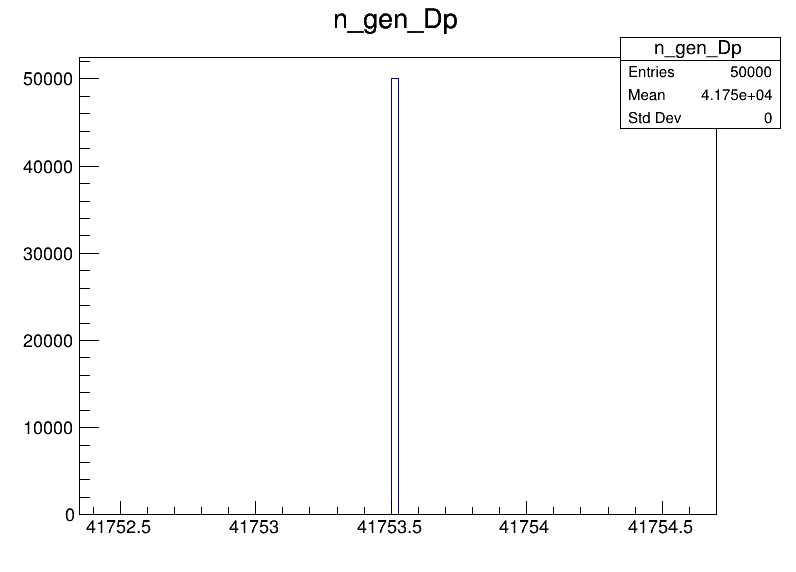 n_gen_Dp
n_gen_Dp
Entries 50000
Mean 4.175e+04
Std Dev 0
50000
40000
30000
20000
10000
0
41752.5 41753 41753.5 41754 41754.5